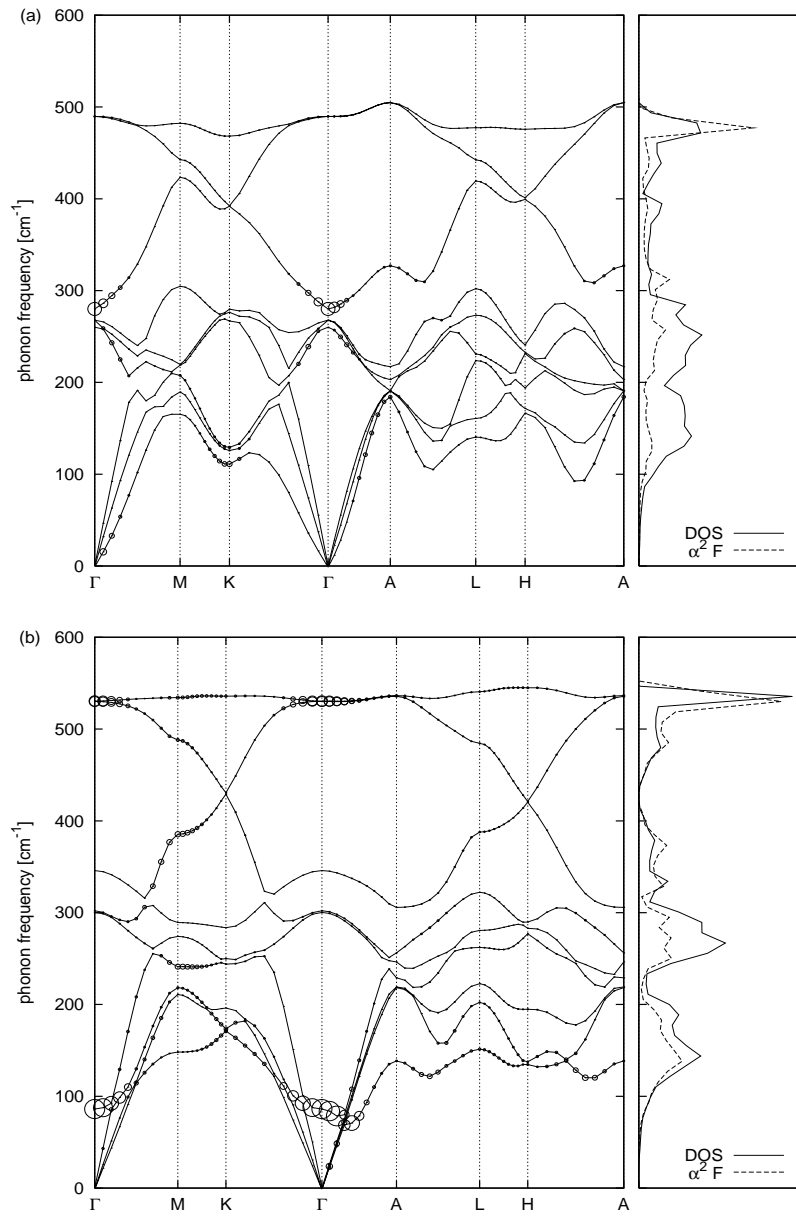 (a)
600
500
400
300
200
100
0
phonon frequency [cm⁻¹]
Γ M K Γ A L H A
DOS
α² F
(b)
600
500
400
300
200
100
0
phonon frequency [cm⁻¹]
Γ M K Γ A L H A
DOS
α² F